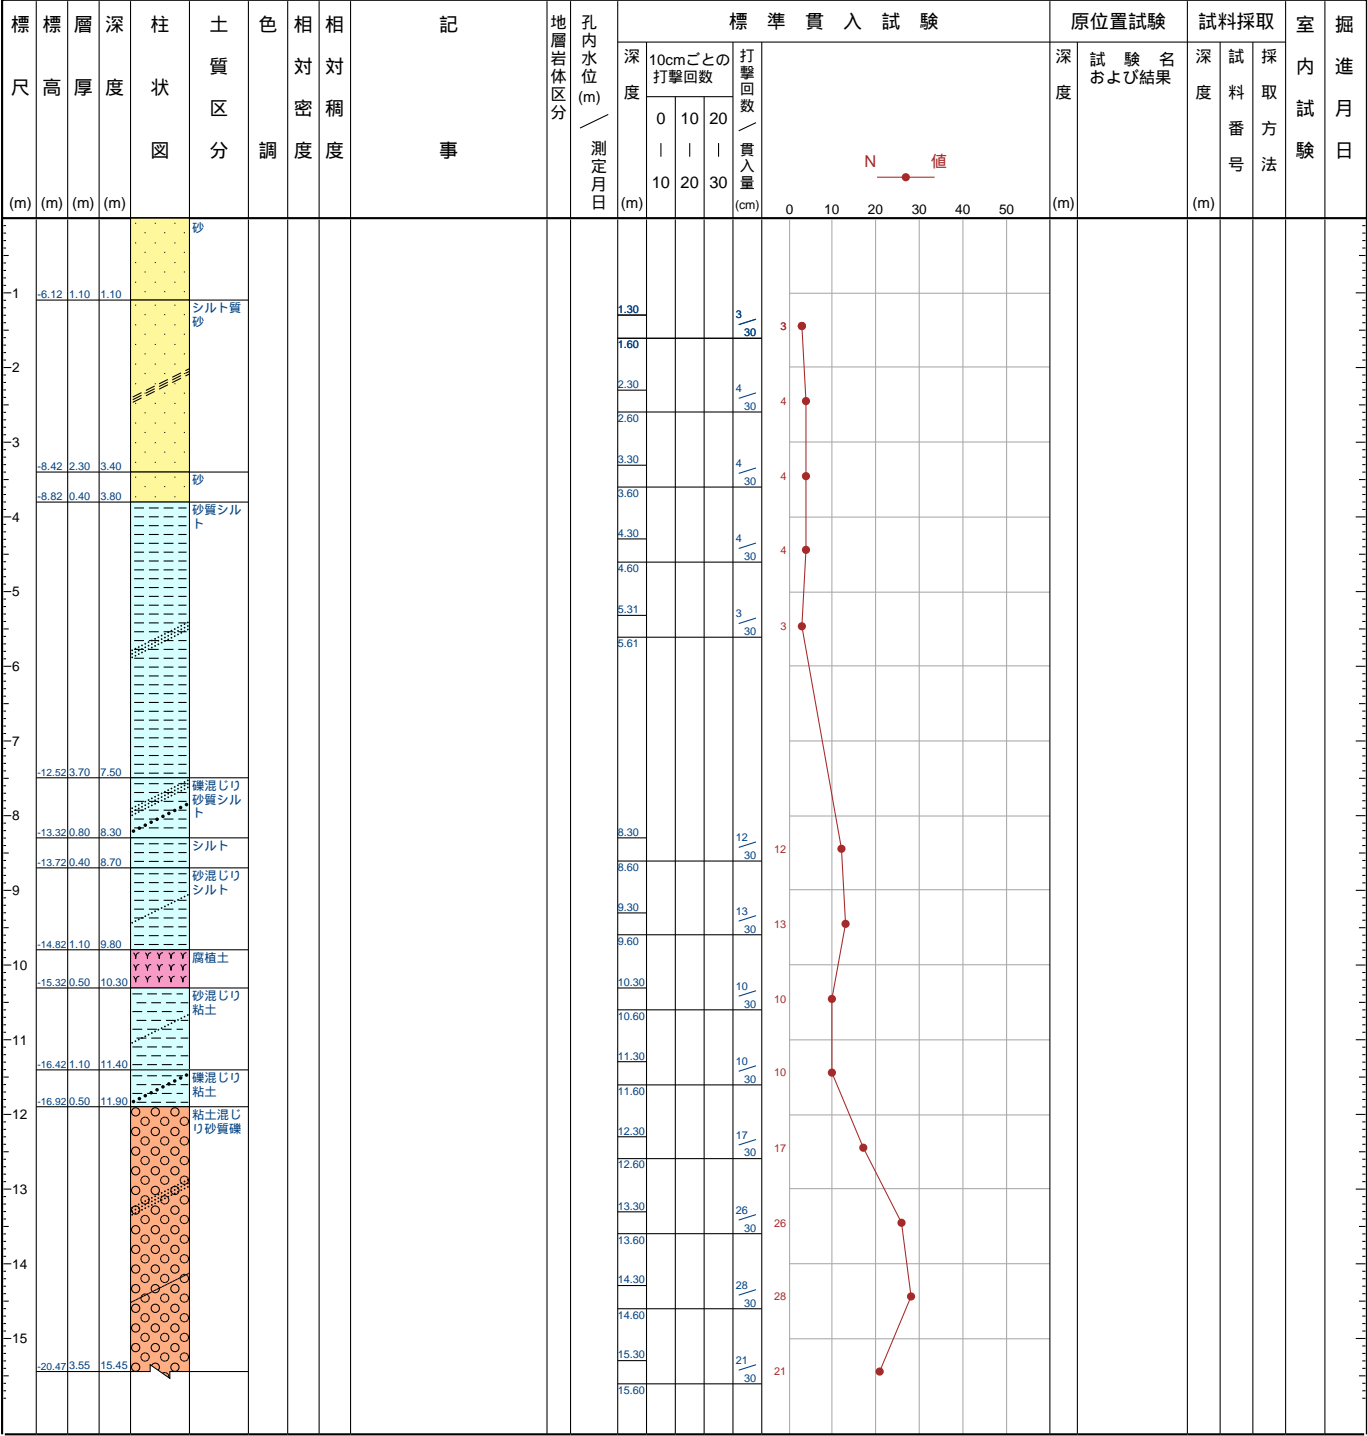 標尺(m)
標高(m)
層厚(m)
深度(m)
柱状図
土質区分
色調
相対密度
相対稠度
記事
地層岩体区分
孔内水位(m)／測定月日
標準貫入試験
深度(m)
10cmごとの
打撃回数
0 | 10
10 | 20
20 | 30
打撃回数／貫入量(cm)
N 値
0 10 20 30 40 50
原位置試験
深度(m)
試験名
および結果
試料採取
深度(m)
試料番号
採取方法
室内試験
掘進月日
砂
1
-6.12 1.10 1.10
シルト質
砂
1.30 3/30 3
1.60
2
2.30 4/30 4
2.60
3
-8.42 2.30 3.40
3.30 4/30 4
砂
-8.82 0.40 3.80
3.60
砂質シル
ト
4
4.30 4/30 4
4.60
5
5.31 3/30 3
5.61
6
7
-12.52 3.70 7.50
礫混じり
砂質シル
ト
8
-13.32 0.80 8.30
8.30 12/30 12
シルト
-13.72 0.40 8.70
8.60
砂混じり
シルト
9
9.30 13/30 13
9.60
-14.82 1.10 9.80
腐植土
10
-15.32 0.50 10.30
10.30 10/30 10
砂混じり
粘土
10.60
11
-16.42 1.10 11.40
11.30 10/30 10
礫混じり
粘土
11.60
-16.92 0.50 11.90
12
粘土混じ
り砂質礫
12.30 17/30 17
12.60
13
13.30 26/30 26
13.60
14
14.30 28/30 28
14.60
15
15.30 21/30 21
-20.47 3.55 15.45
15.60